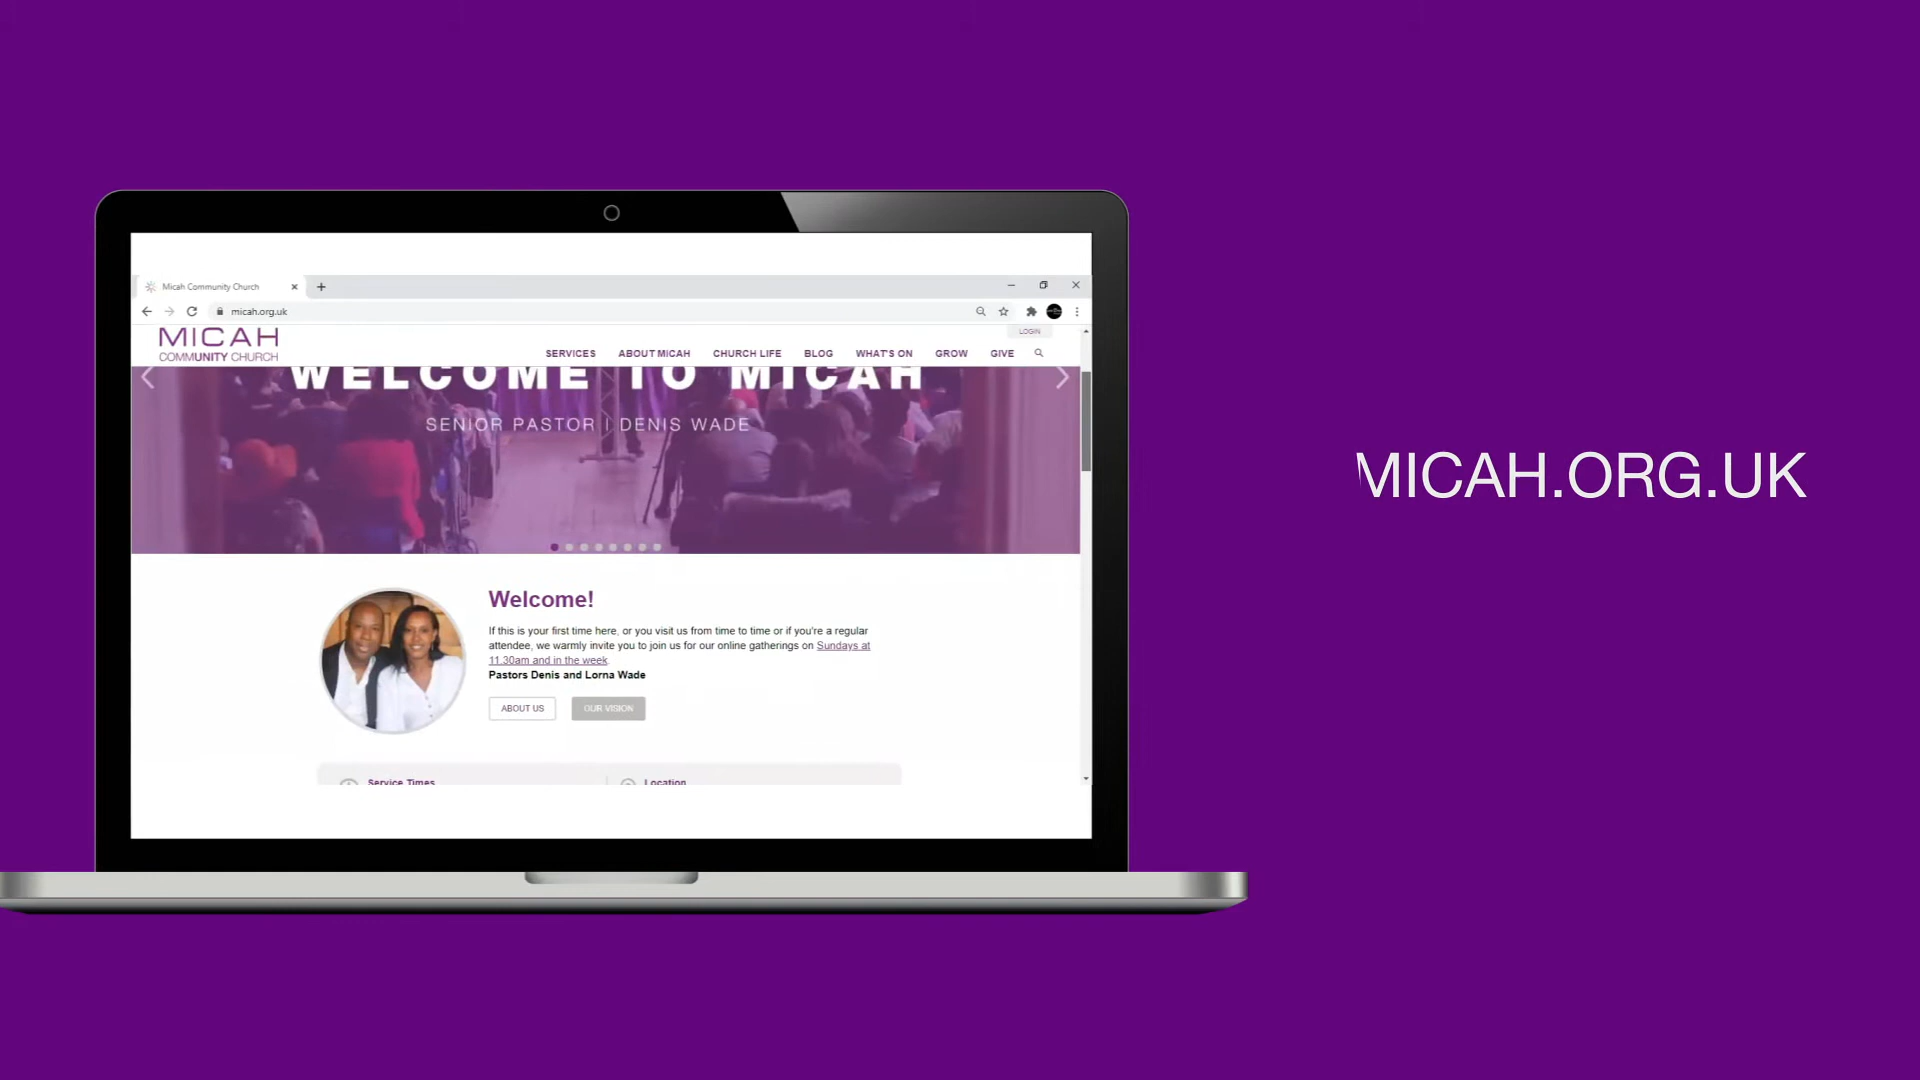 Micah Community Church
micah.org.uk
LOGIN
MICAH
COMMUNITY CHURCH
SERVICES ABOUT MICAH CHURCH LIFE BLOG WHAT'S ON GROW GIVE
WELCOME TO MICAH
SENIOR PASTOR | DENIS WADE
MICAH.ORG.UK
Welcome!
If this is your first time here, or you visit us from time to time or if you're a regular
attendee, we warmly invite you to join us for our online gatherings on Sundays at
11.30am and in the week.
Pastors Denis and Lorna Wade
ABOUT US OUR VISION
Service Times Location